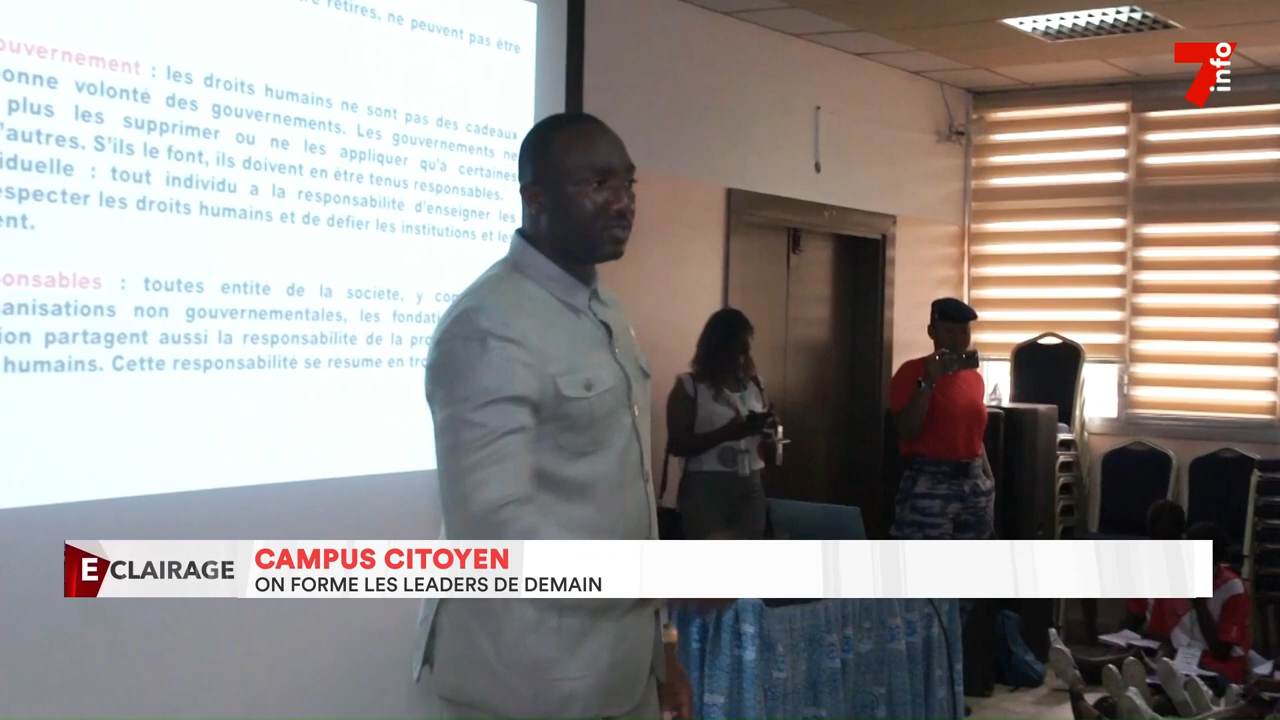 retirés, ne peuvent pas être
ouvernement : les droits humains ne sont pas des cadeaux
onne volonté des gouvernements. Les gouvernements ne
plus les supprimer ou ne les appliquer qu'à certaines
'autres. S'ils le font, ils doivent en être tenus responsables.
iduelle : tout individu a la responsabilité d'enseigner les
especter les droits humains et de défier les institutions et le
ent.
ponsables : toutes entité de la société, y co
anisations non gouvernementales, les fondati
ion partagent aussi la responsabilité de la pro
humains. Cette responsabilité se résume en tro
7info
ECLAIRAGE
CAMPUS CITOYEN
ON FORME LES LEADERS DE DEMAIN